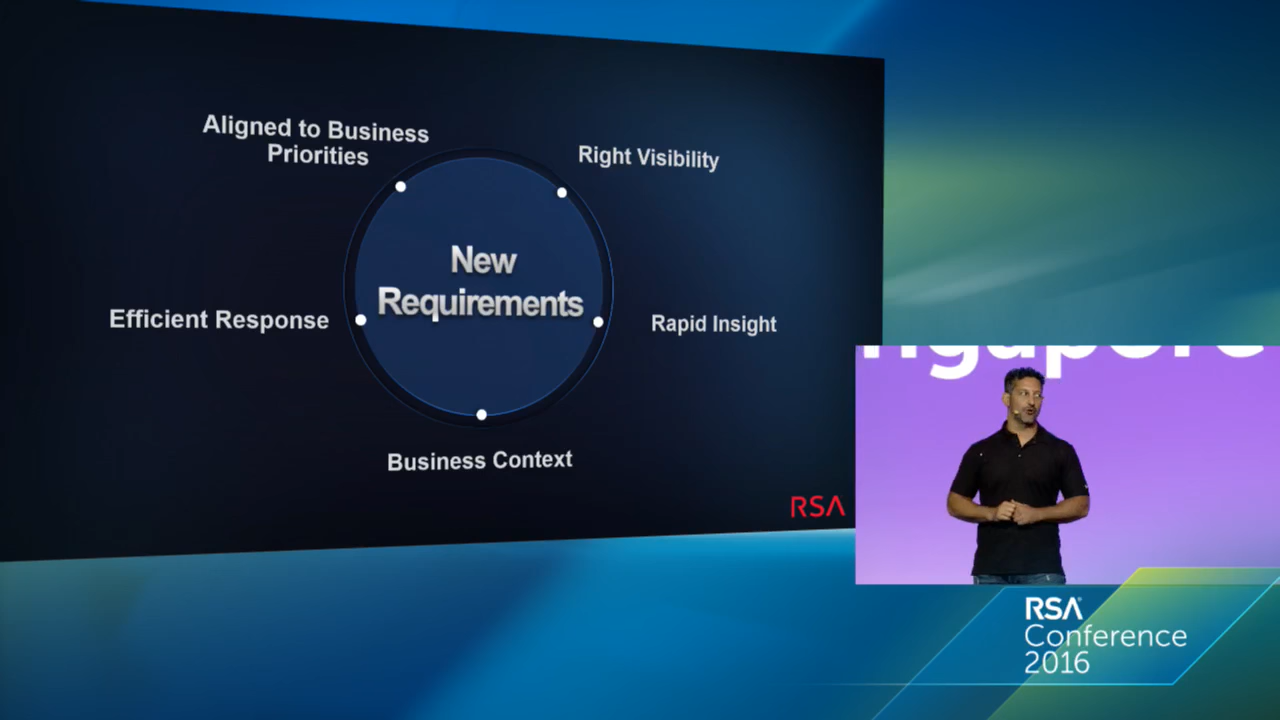 Aligned to Business
Priorities
Right Visibility
New
Requirements
Efficient Response
Rapid Insight
Business Context
RSA
RSA
Conference
2016